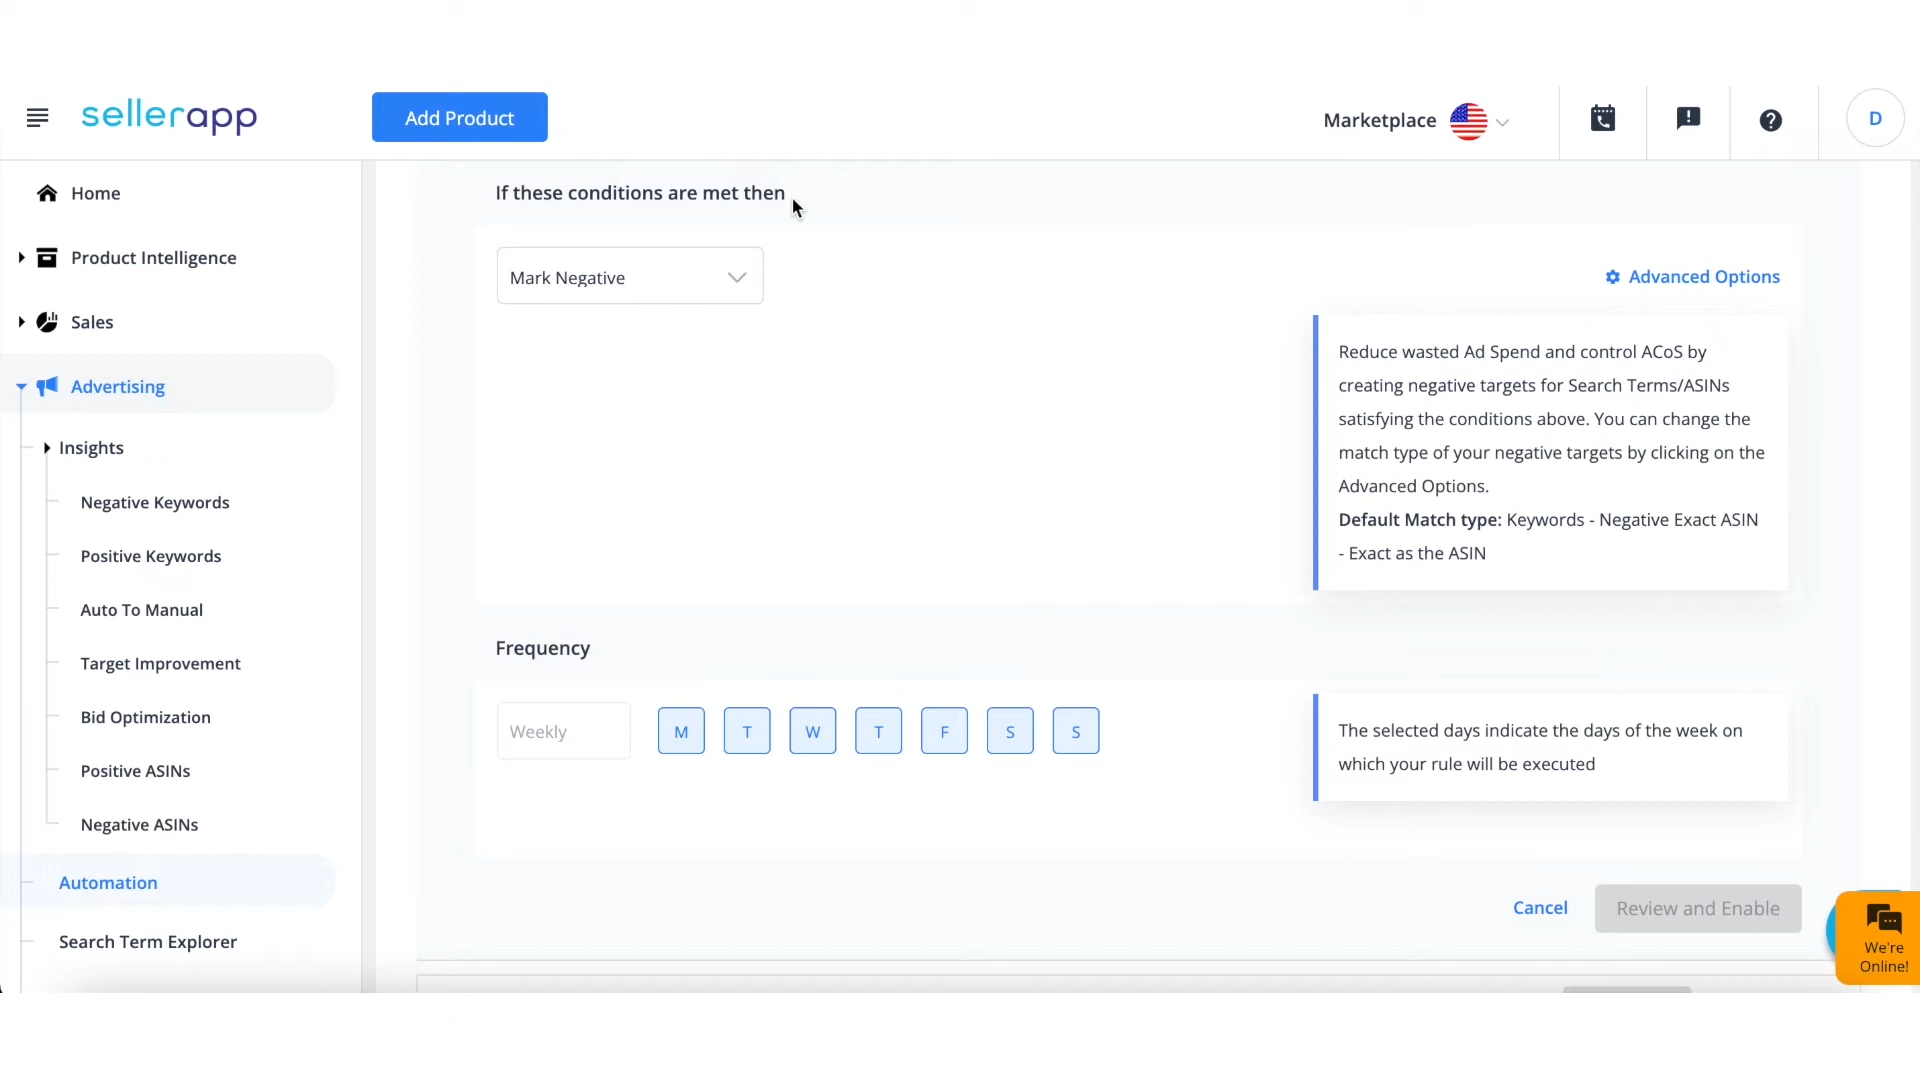 sellerapp
Add Product
Marketplace
D
Home
Product Intelligence
Sales
Advertising
Insights
Negative Keywords
Positive Keywords
Auto To Manual
Target Improvement
Bid Optimization
Positive ASINs
Negative ASINs
Automation
Search Term Explorer
If these conditions are met then
Mark Negative
Advanced Options
Reduce wasted Ad Spend and control ACoS by
creating negative targets for Search Terms/ASINs
satisfying the conditions above. You can change the
match type of your negative targets by clicking on the
Advanced Options.
Default Match type: Keywords - Negative Exact ASIN
- Exact as the ASIN
Frequency
Weekly M T W T F S S
The selected days indicate the days of the week on
which your rule will be executed
Cancel Review and Enable
We're
Online!